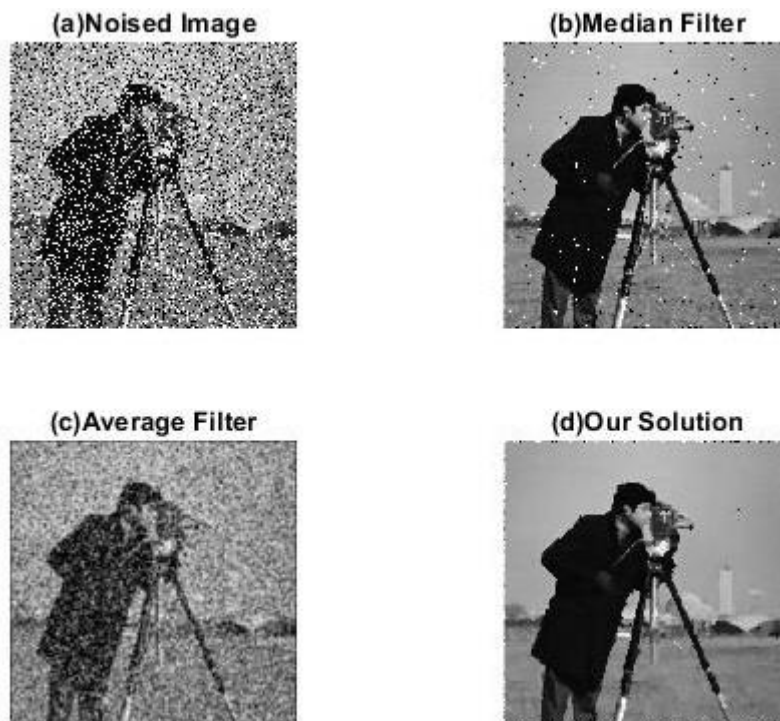 (a)Noised Image
(b)Median Filter
(c)Average Filter
(d)Our Solution